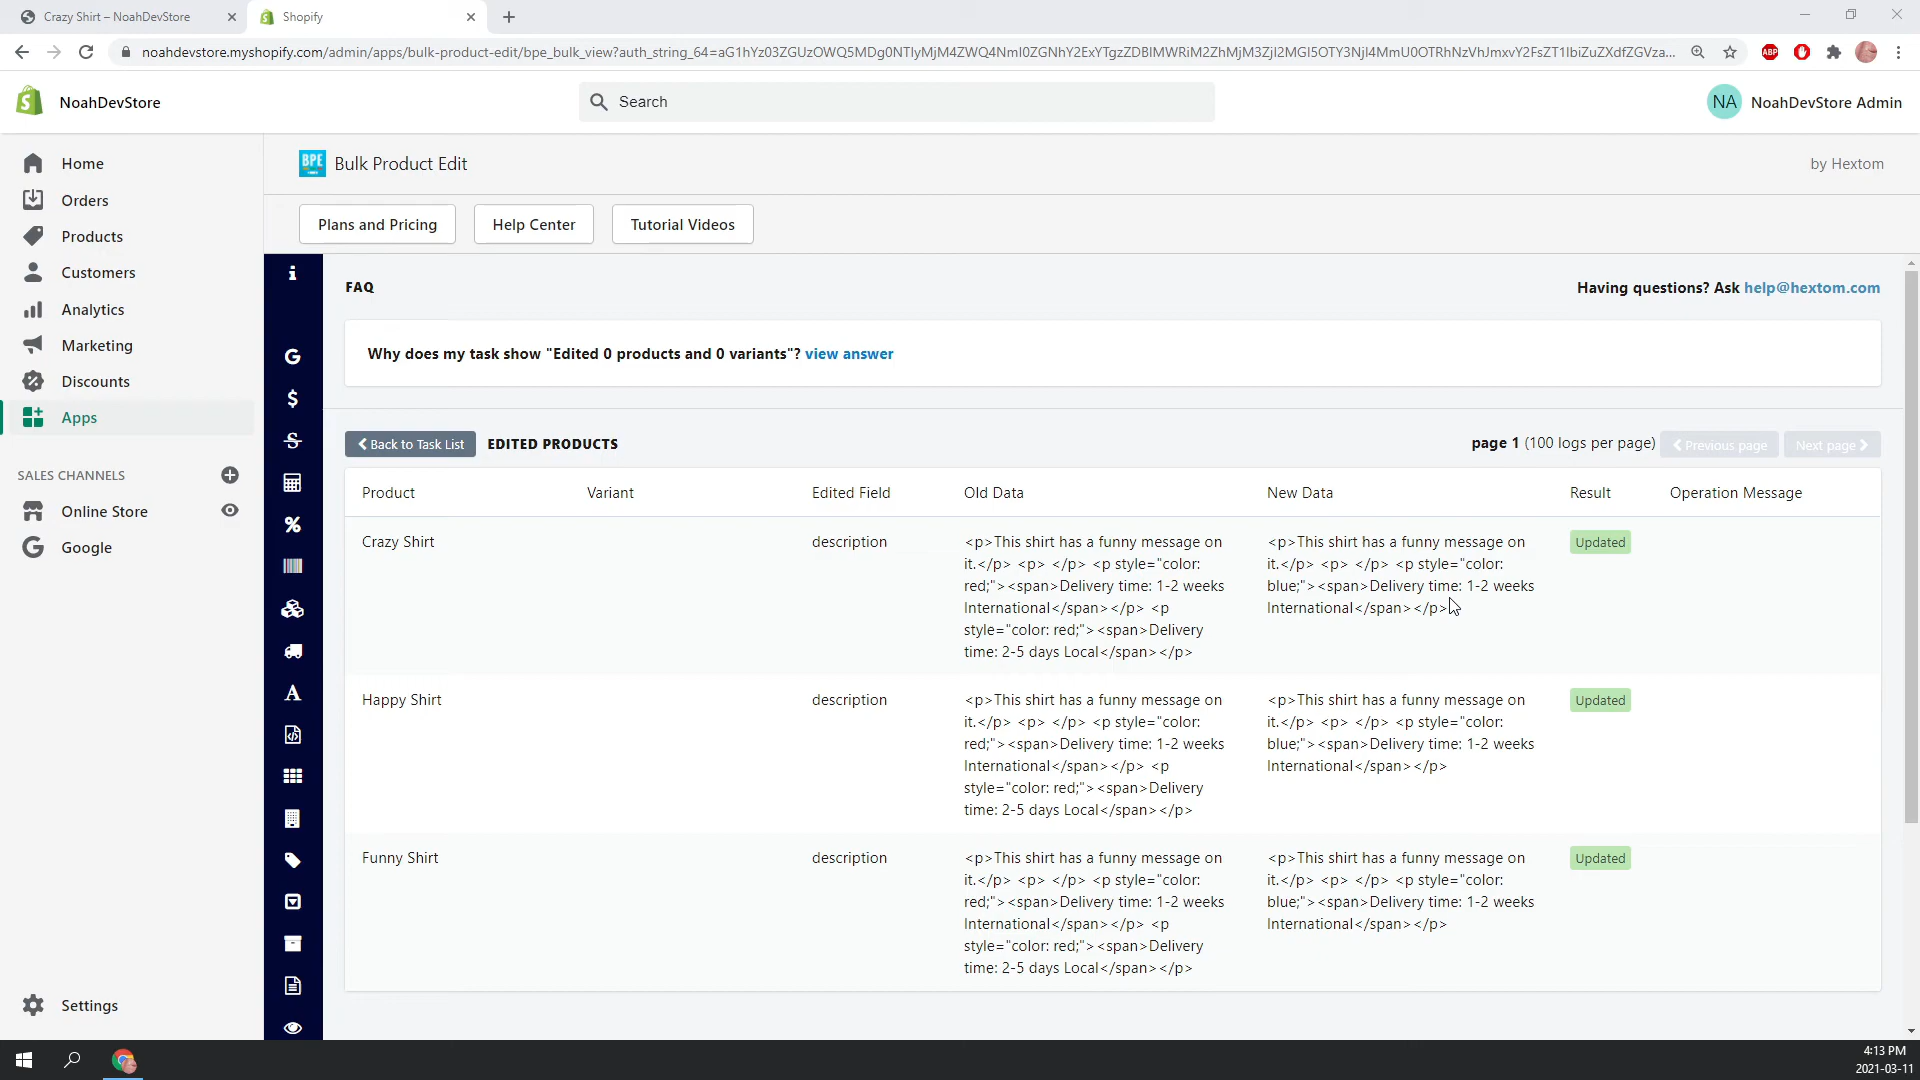 Crazy Shirt – NoahDevStore
Shopify
noahdevstore.myshopify.com/admin/apps/bulk-product-edit/bpe_bulk_view?auth_string_64=
NoahDevStore
Search
NA NoahDevStore Admin
Home
Orders
Products
Customers
Analytics
Marketing
Discounts
Apps
SALES CHANNELS
Online Store
Google
Settings
BPE Bulk Product Edit
by Hextom
Plans and Pricing
Help Center
Tutorial Videos
FAQ
Having questions? Ask help@hextom.com
Why does my task show "Edited 0 products and 0 variants"? view answer
Back to Task List
EDITED PRODUCTS
page 1 (100 logs per page)
Previous page
Next page
Product Variant Edited Field Old Data New Data Result Operation Message
Crazy Shirt
description
<p>This shirt has a funny message on
it.</p> <p> </p> <p style="color:
red;"><span>Delivery time: 1-2 weeks
International</span></p> <p
style="color: red;"><span>Delivery
time: 2-5 days Local</span></p>
<p>This shirt has a funny message on
it.</p> <p> </p> <p style="color:
blue;"><span>Delivery time: 1-2 weeks
International</span></p>
Updated
Happy Shirt
description
<p>This shirt has a funny message on
it.</p> <p> </p> <p style="color:
red;"><span>Delivery time: 1-2 weeks
International</span></p> <p
style="color: red;"><span>Delivery
time: 2-5 days Local</span></p>
<p>This shirt has a funny message on
it.</p> <p> </p> <p style="color:
blue;"><span>Delivery time: 1-2 weeks
International</span></p>
Updated
Funny Shirt
description
<p>This shirt has a funny message on
it.</p> <p> </p> <p style="color:
red;"><span>Delivery time: 1-2 weeks
International</span></p> <p
style="color: red;"><span>Delivery
time: 2-5 days Local</span></p>
<p>This shirt has a funny message on
it.</p> <p> </p> <p style="color:
blue;"><span>Delivery time: 1-2 weeks
International</span></p>
Updated
ABP
4:13 PM
2021-03-11